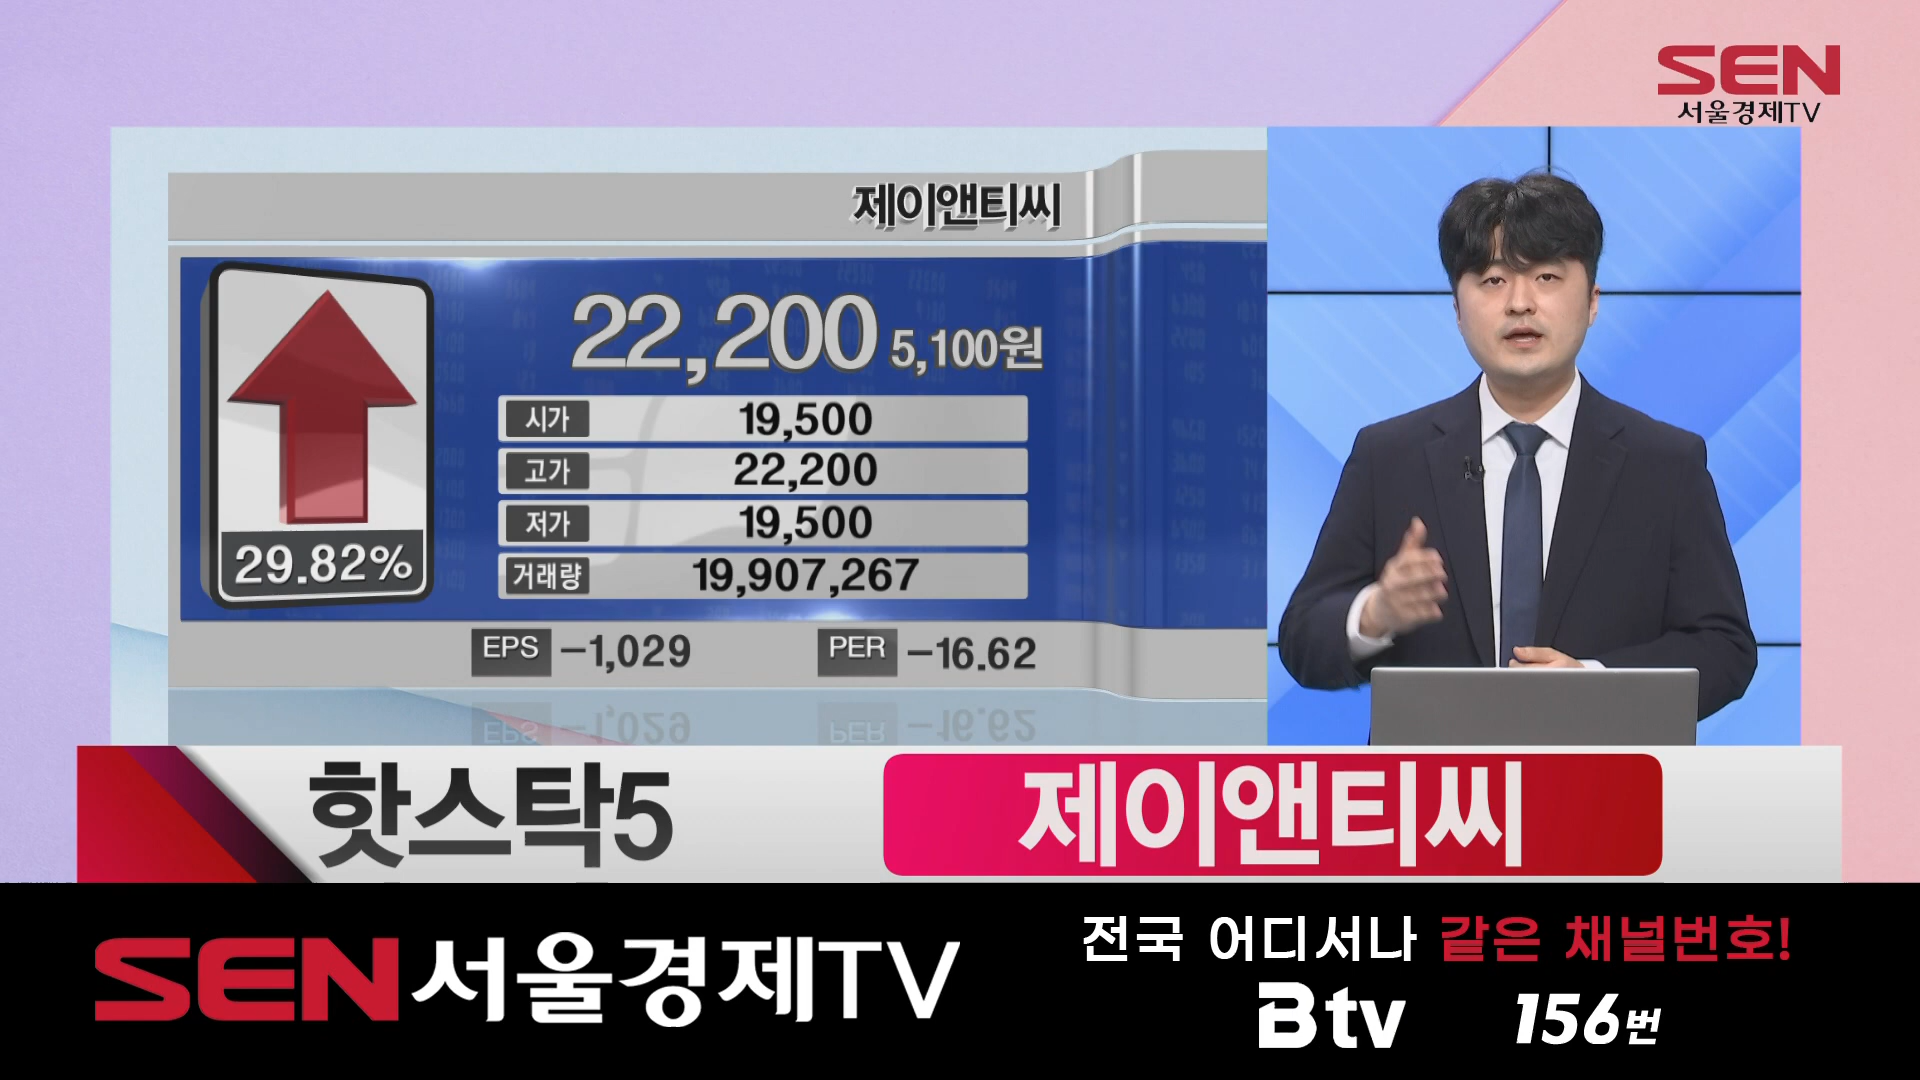 SEN
서울경제TV
제이앤티씨
22,200 5,100원
시가 19,500
고가 22,200
저가 19,500
거래량 19,907,267
29.82%
EPS -1,029 PER -16.62
핫스탁5 제이앤티씨
SEN 서울경제TV
전국 어디서나 같은 채널번호!
B tv 156번